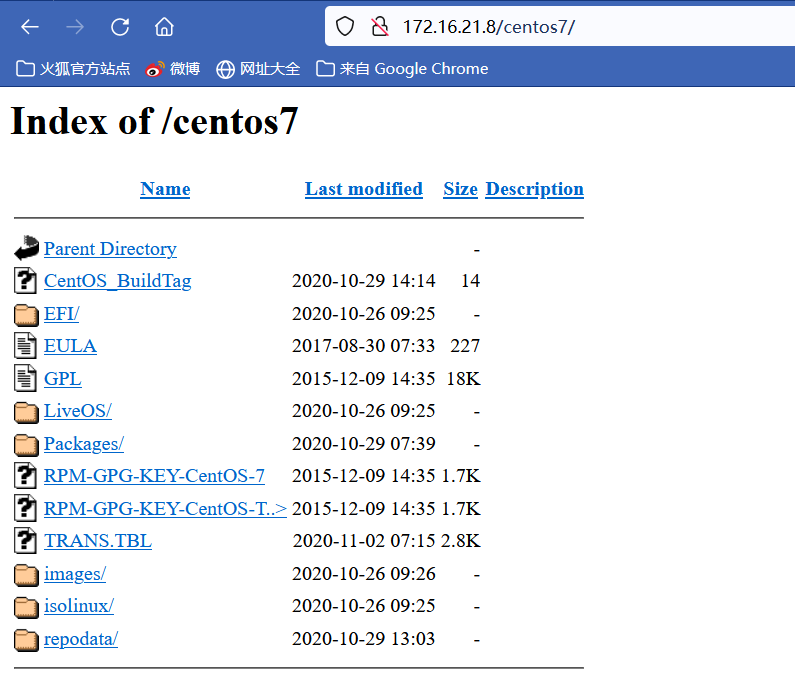 172.16.21.8/centos7/
火狐官方站点 微博 网址大全 来自 Google Chrome
Index of /centos7
Name Last modified Size Description
Parent Directory -
CentOS_BuildTag 2020-10-29 14:14 14
EFI/ 2020-10-26 09:25 -
EULA 2017-08-30 07:33 227
GPL 2015-12-09 14:35 18K
LiveOS/ 2020-10-26 09:25 -
Packages/ 2020-10-29 07:39 -
RPM-GPG-KEY-CentOS-7 2015-12-09 14:35 1.7K
RPM-GPG-KEY-CentOS-T..> 2015-12-09 14:35 1.7K
TRANS.TBL 2020-11-02 07:15 2.8K
images/ 2020-10-26 09:26 -
isolinux/ 2020-10-26 09:25 -
repodata/ 2020-10-29 13:03 -